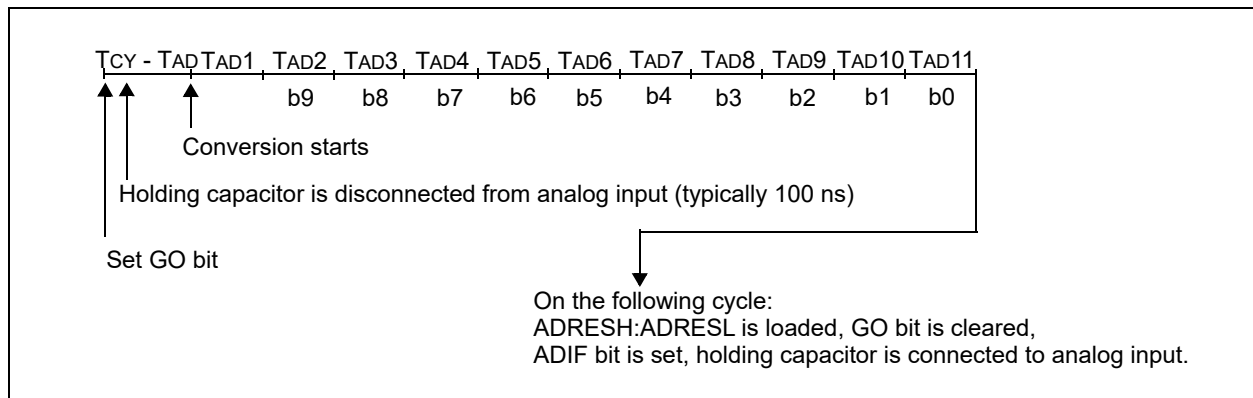 TCY - TAD TAD1 TAD2 TAD3 TAD4 TAD5 TAD6 TAD7 TAD8 TAD9 TAD10 TAD11
b9 b8 b7 b6 b5 b4 b3 b2 b1 b0
Conversion starts
Holding capacitor is disconnected from analog input (typically 100 ns)
Set GO bit
On the following cycle:
ADRESH:ADRESL is loaded, GO bit is cleared,
ADIF bit is set, holding capacitor is connected to analog input.